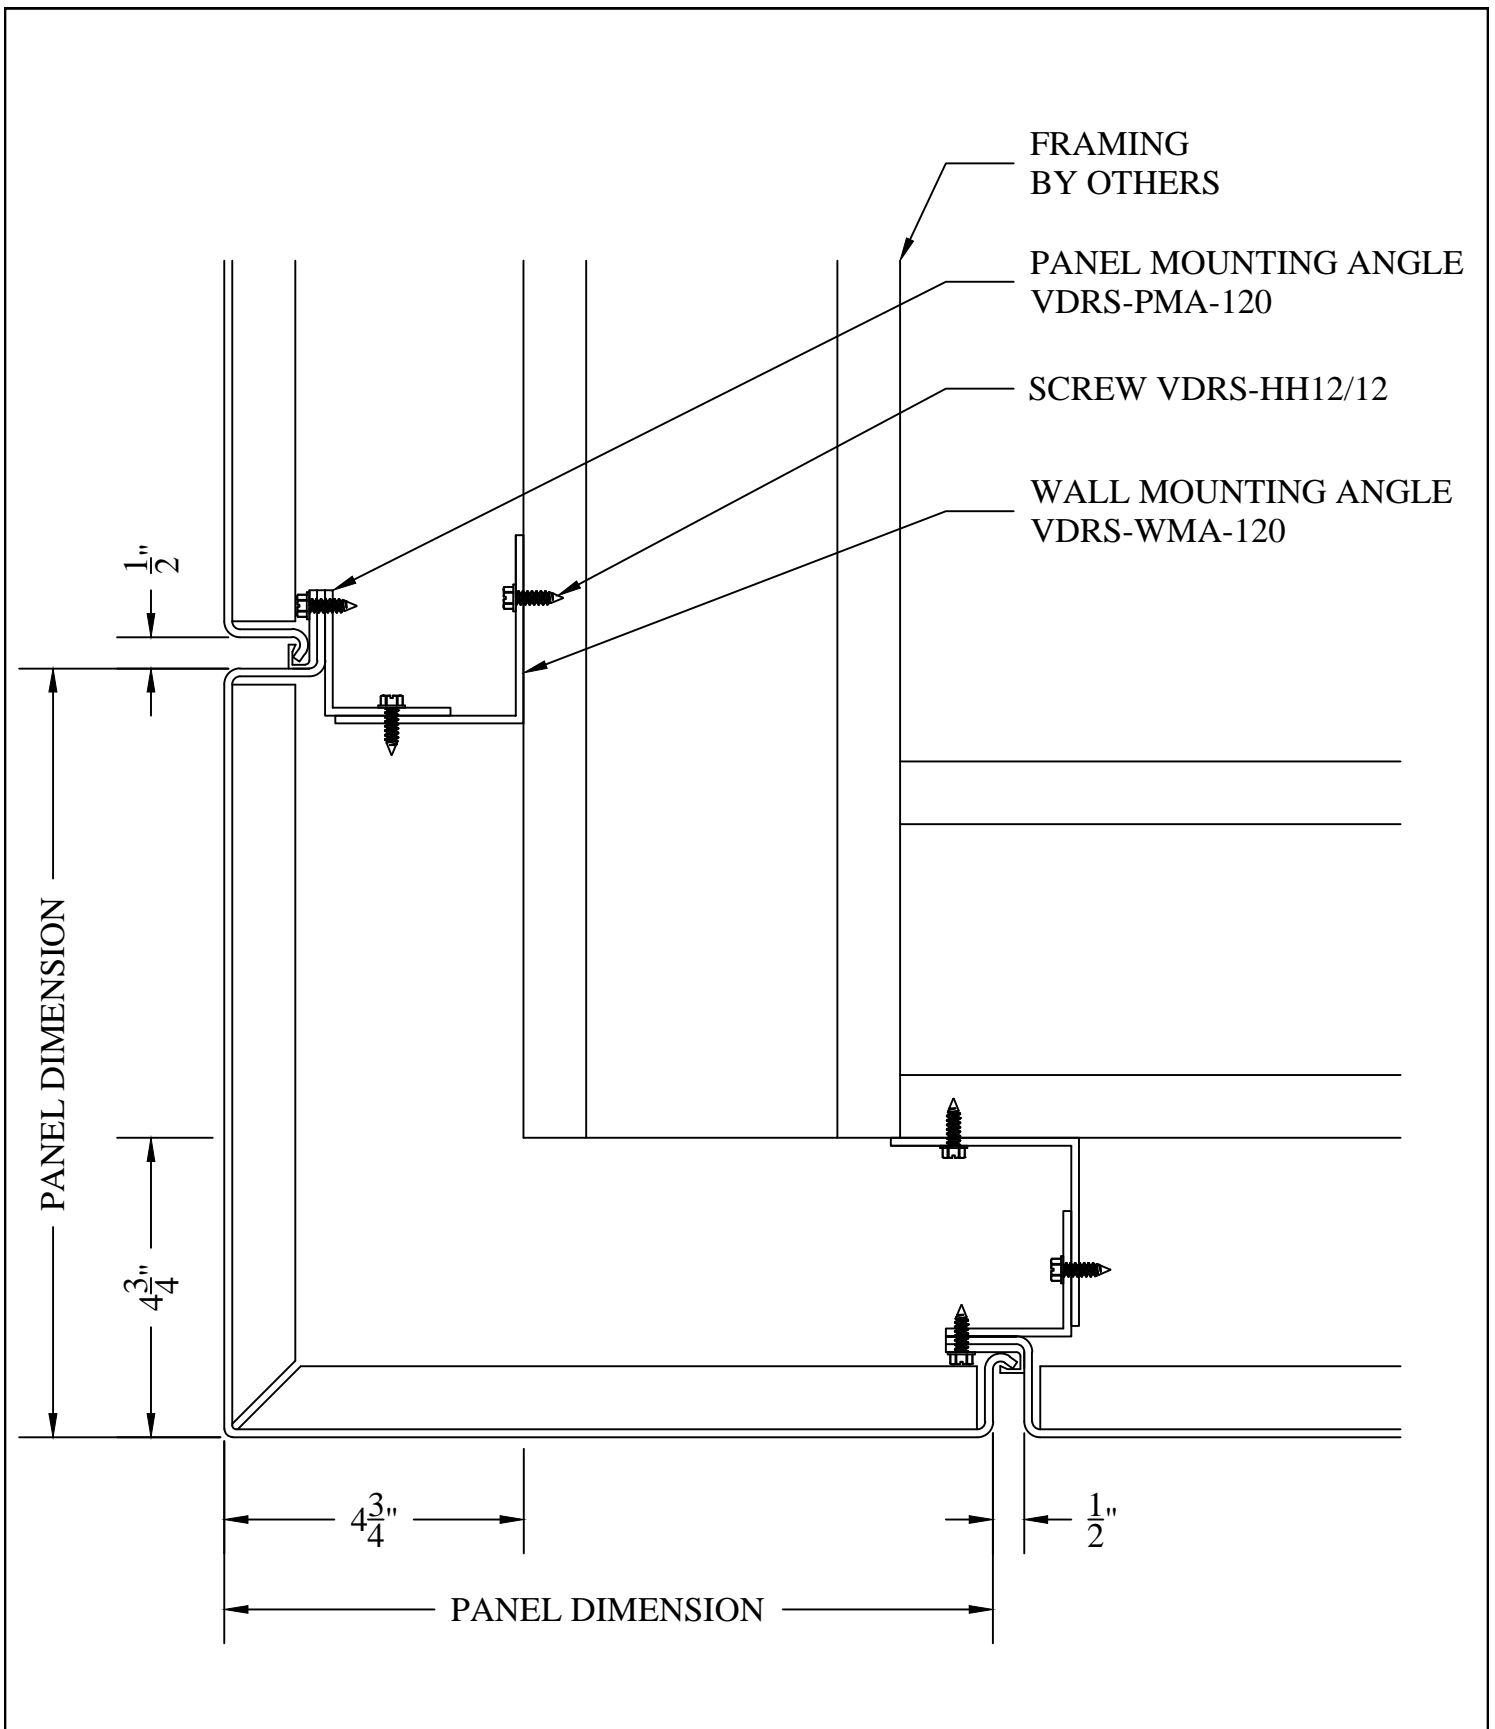 FRAMING
BY OTHERS
PANEL MOUNTING ANGLE
VDRS-PMA-120
SCREW VDRS-HH12/12
WALL MOUNTING ANGLE
VDRS-WMA-120
1/2"
PANEL DIMENSION
4 3/4"
4 3/4"
1/2"
PANEL DIMENSION